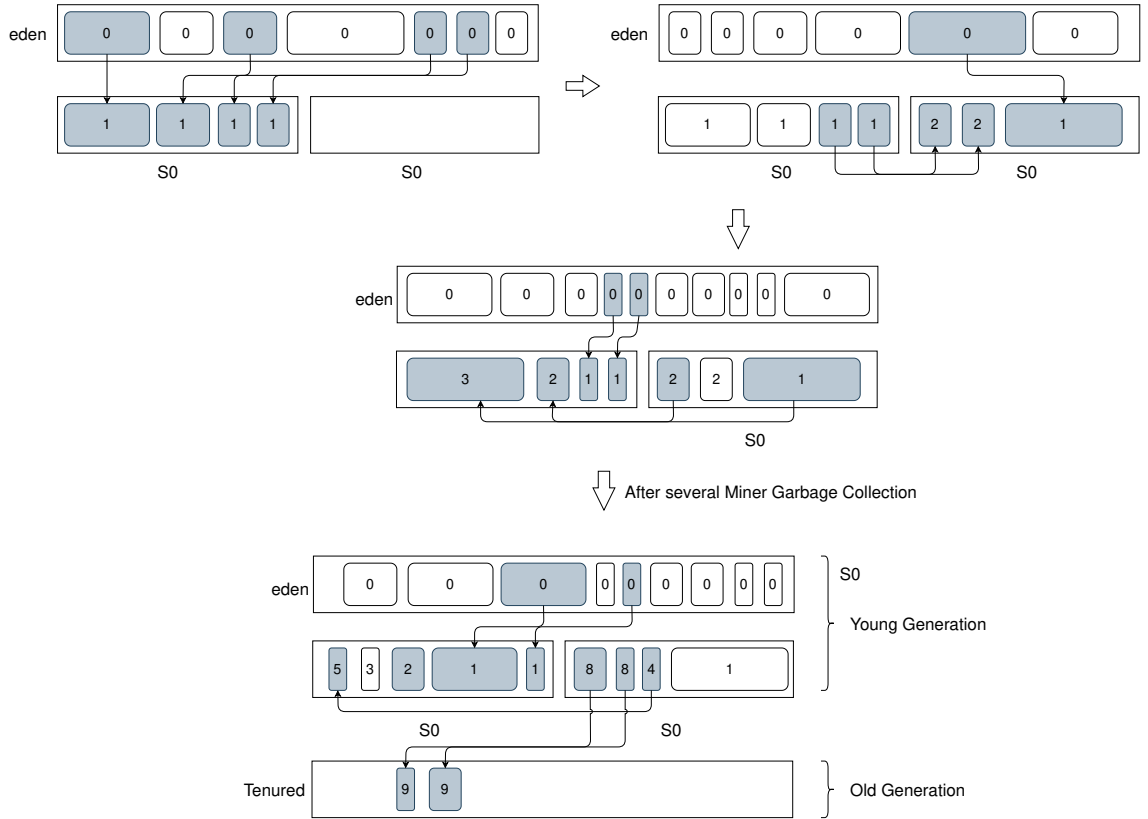 eden 0 0 0 0 0 0 0
1 1 1 1
S0 S0
eden 0 0 0 0 0 0
1 1 1 1 2 2 1
S0 S0
eden 0 0 0 0 0 0 0 0 0 0
3 2 1 1 2 2 1
S0
After several Miner Garbage Collection
eden 0 0 0 0 0 0 0 0 0
S0
Young Generation
5 3 2 1 1 8 8 4 1
S0 S0
Tenured 9 9
Old Generation